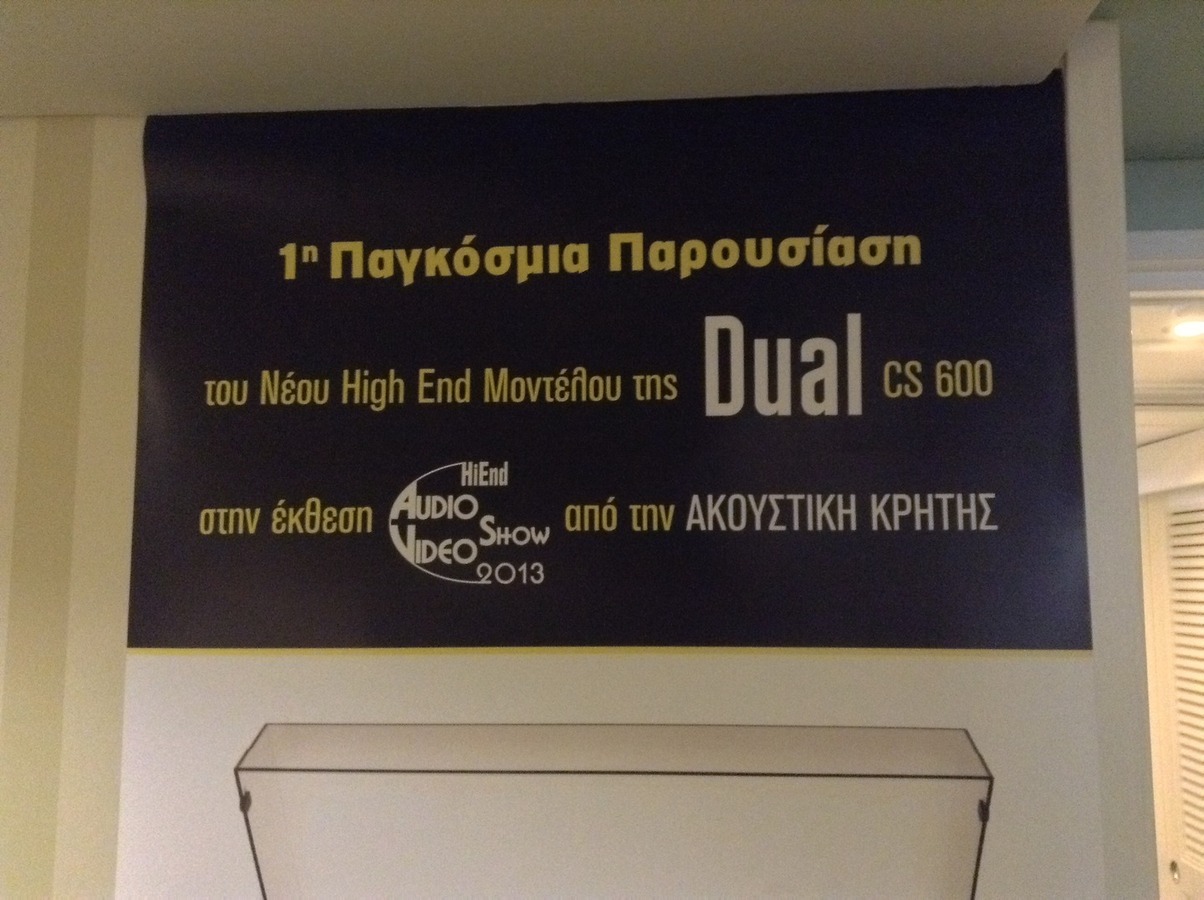 1η Παγκόσμια Παρουσίαση
του Νέου High End Μοντέλου της Dual CS 600
στην έκθεση HiEnd AUDIO VIDEO SHOW 2013 από την ΑΚΟΥΣΤΙΚΗ ΚΡΗΤΗΣ